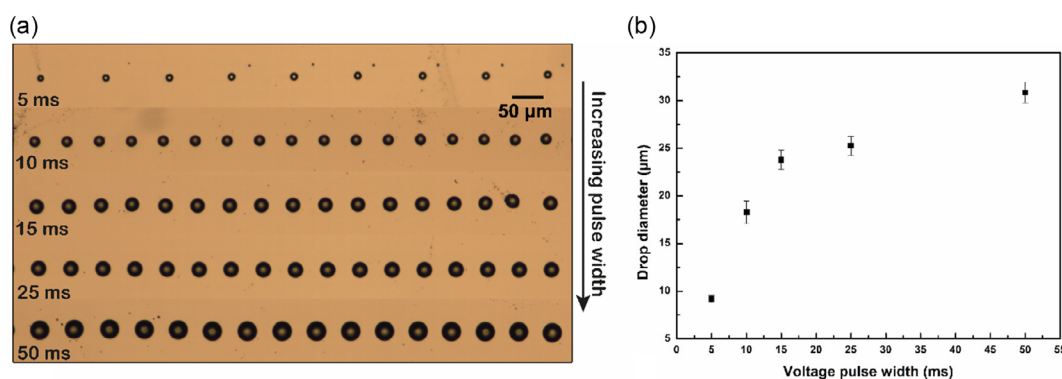 (a)
5 ms
50 µm
10 ms
15 ms
25 ms
50 ms
Increasing pulse width
(b)
Drop diameter (µm)
35
30
25
20
15
10
5
0 5 10 15 20 25 30 35 40 45 50 55
Voltage pulse width (ms)